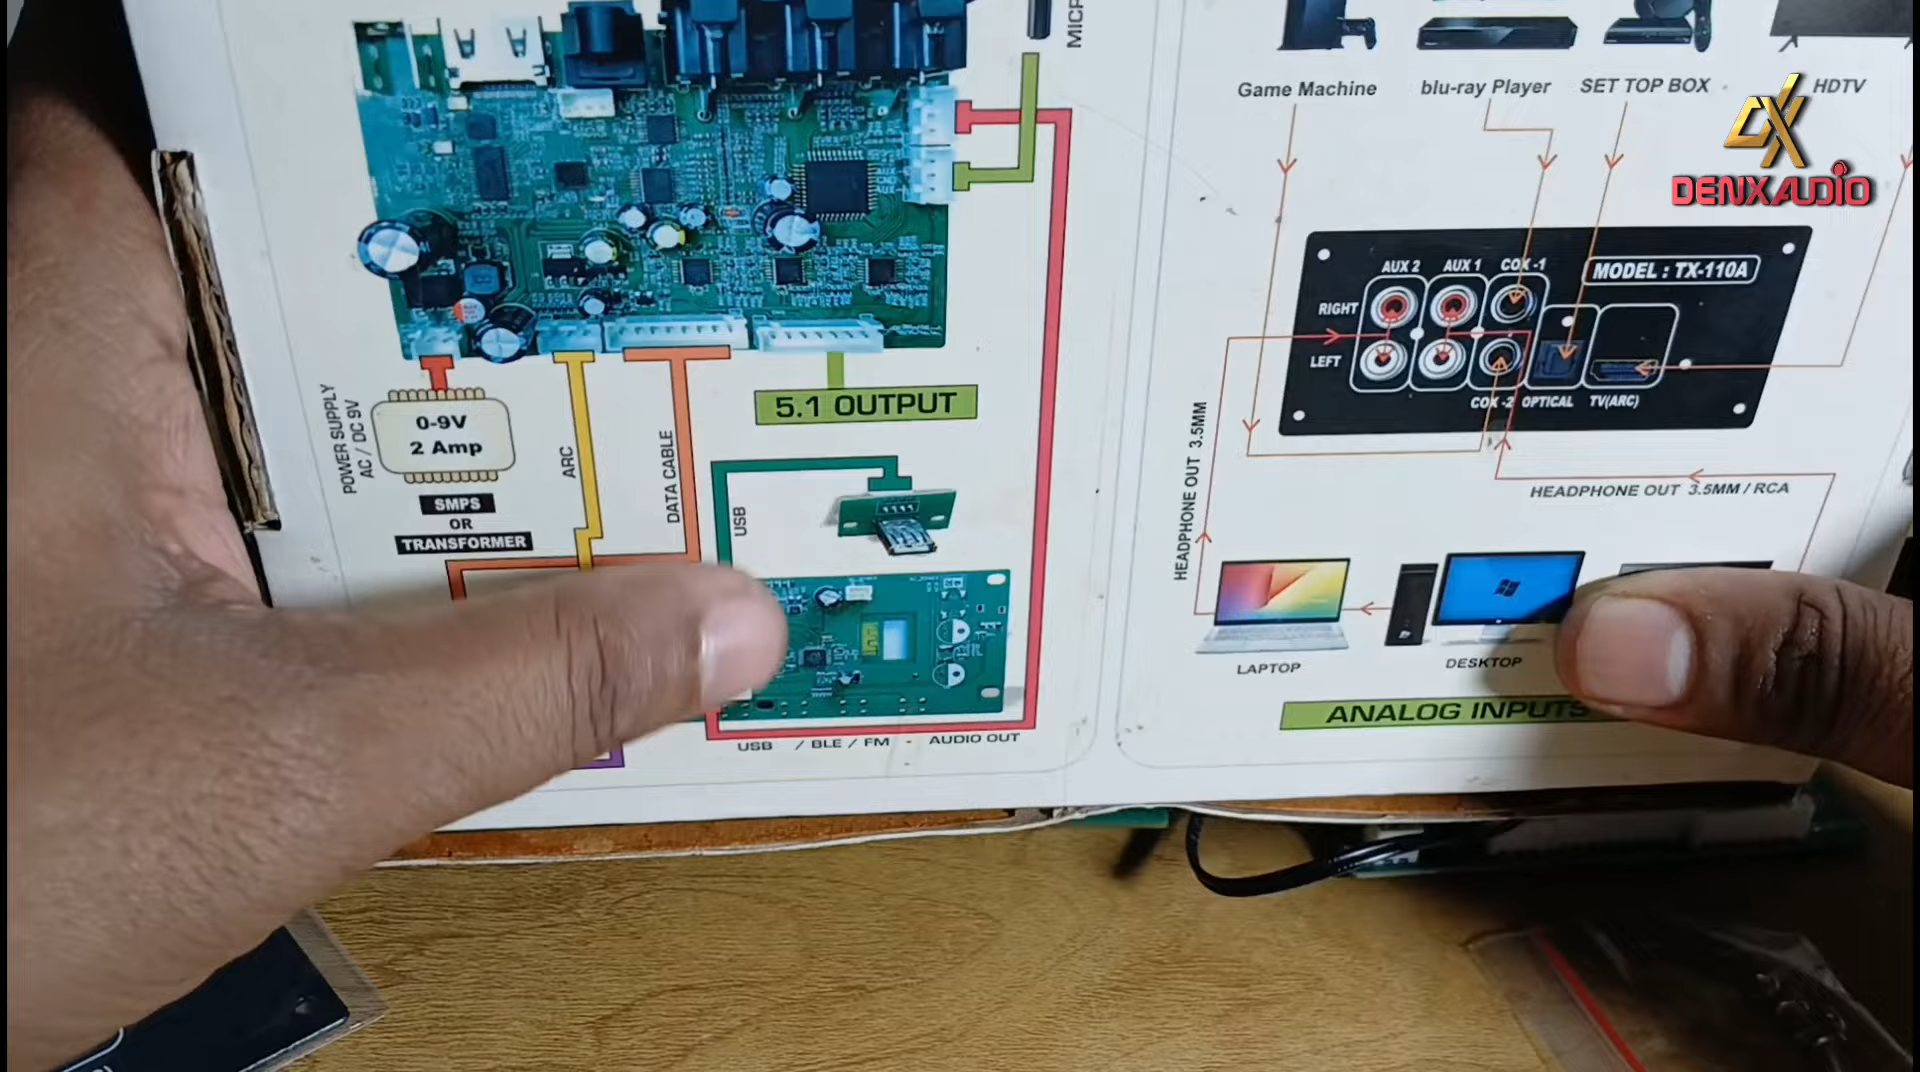 MICR
POWER SUPPLY
AC / DC 9V
0-9V
2 Amp
SMPS
OR
TRANSFORMER
ARC
DATA CABLE
5.1 OUTPUT
USB
USB / BLE / FM - AUDIO OUT
Game Machine
blu-ray Player
SET TOP BOX
HDTV
DENX AUDIO
AUX 2
AUX 1
COX -1
MODEL : TX-110A
RIGHT
LEFT
COX -2
OPTICAL
TV(ARC)
HEADPHONE OUT 3.5MM
HEADPHONE OUT 3.5MM / RCA
LAPTOP
DESKTOP
ANALOG INPUTS